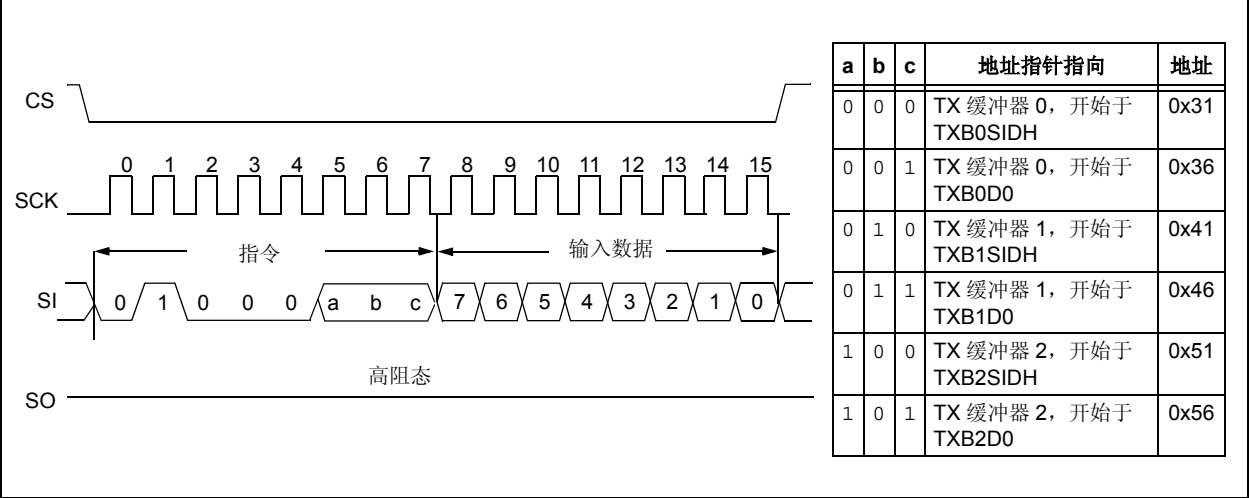 CS
0 1 2 3 4 5 6 7 8 9 10 11 12 13 14 15
SCK
指令 输入数据
SI 0 1 0 0 0 a b c 7 6 5 4 3 2 1 0
高阻态
SO
a b c 地址指针指向 地址
0 0 0 TX 缓冲器 0，开始于 0x31
TXB0SIDH
0 0 1 TX 缓冲器 0，开始于 0x36
TXB0D0
0 1 0 TX 缓冲器 1，开始于 0x41
TXB1SIDH
0 1 1 TX 缓冲器 1，开始于 0x46
TXB1D0
1 0 0 TX 缓冲器 2，开始于 0x51
TXB2SIDH
1 0 1 TX 缓冲器 2，开始于 0x56
TXB2D0